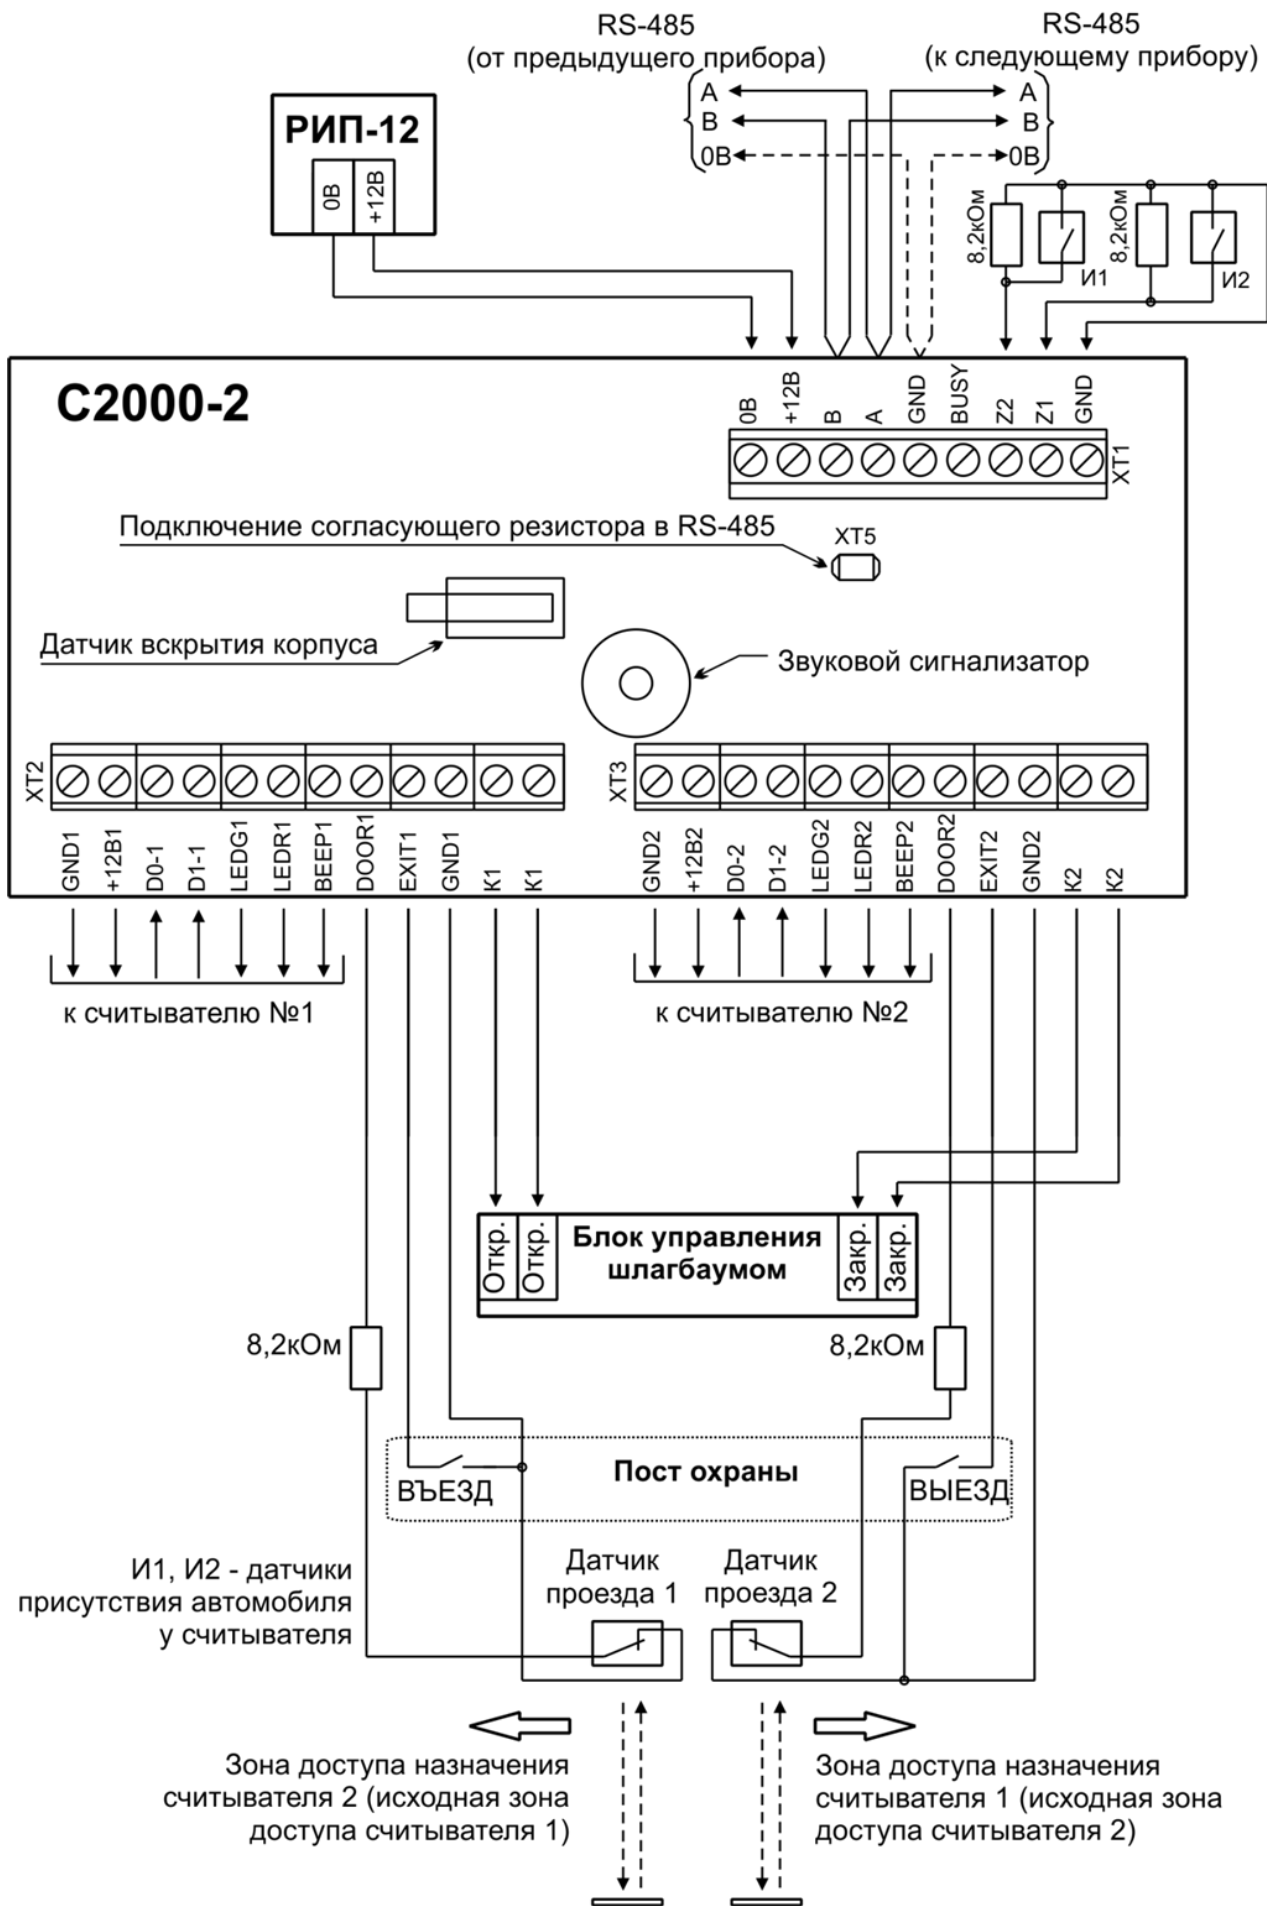 RS-485
(от предыдущего прибора)
RS-485
(к следующему прибору)
A
B
0В
A
B
0В
РИП-12
0В
+12В
8,2кОм
И1
8,2кОм
И2
С2000-2
0В
+12В
B
A
GND
BUSY
Z2
Z1
GND
XT1
Подключение согласующего резистора в RS-485
XT5
Датчик вскрытия корпуса
Звуковой сигнализатор
XT2
XT3
GND1
+12В1
D0-1
D1-1
LEDG1
LEDR1
BEEP1
DOOR1
EXIT1
GND1
К1
К1
GND2
+12В2
D0-2
D1-2
LEDG2
LEDR2
BEEP2
DOOR2
EXIT2
GND2
К2
К2
к считывателю №1
к считывателю №2
Откр.
Откр.
Блок управления
шлагбаумом
Закр.
Закр.
8,2кОм
8,2кОм
ВЪЕЗД
Пост охраны
ВЫЕЗД
И1, И2 - датчики
присутствия автомобиля
у считывателя
Датчик
проезда 1
Датчик
проезда 2
Зона доступа назначения
считывателя 2 (исходная зона
доступа считывателя 1)
Зона доступа назначения
считывателя 1 (исходная зона
доступа считывателя 2)